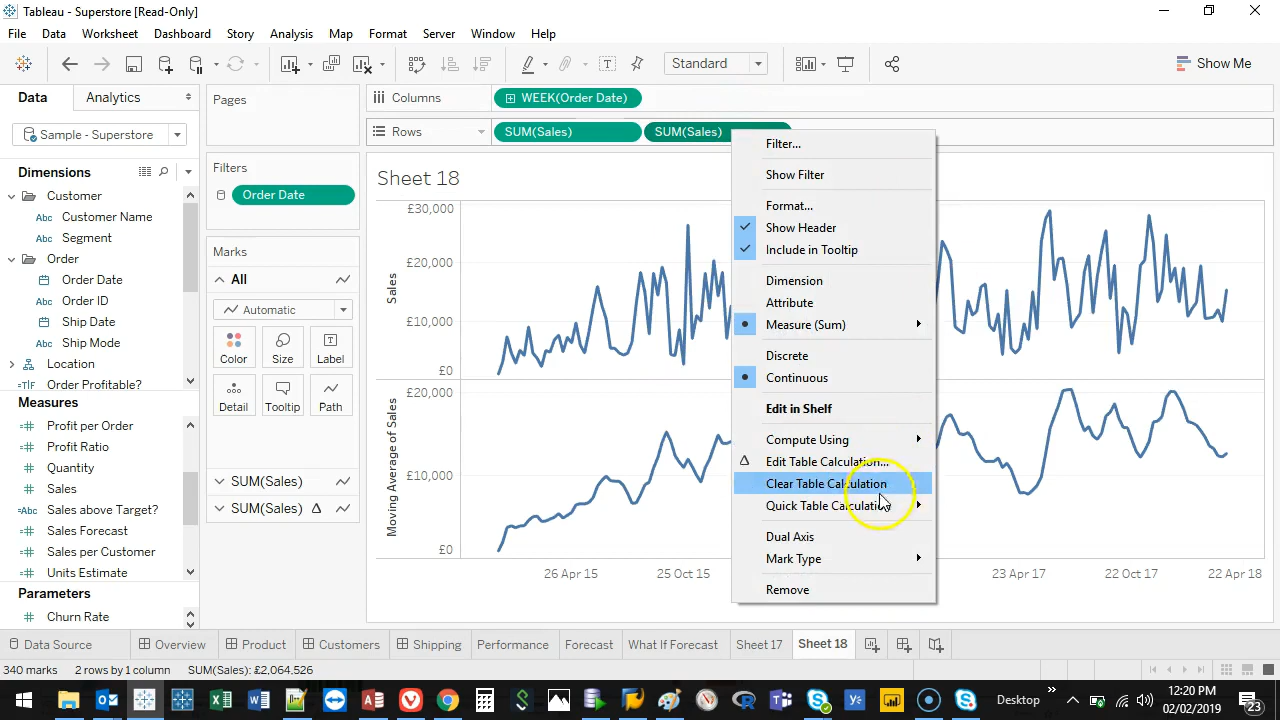 Tableau - Superstore [Read-Only]
File Data Worksheet Dashboard Story Analysis Map Format Server Window Help
Standard
Show Me
Data Analytics
Sample - Superstore
Dimensions
Customer
Abc Customer Name
Abc Segment
Order
Order Date
Abc Order ID
Ship Date
Abc Ship Mode
Location
=T|F Order Profitable?
Measures
Profit per Order
Profit Ratio
Quantity
Sales
=Abc Sales above Target?
Sales Forecast
Sales per Customer
Units Estimate
Parameters
Churn Rate
Pages
Filters
Order Date
Marks
All
Automatic
Color Size Label
Detail Tooltip Path
SUM(Sales)
SUM(Sales) Δ
Columns WEEK(Order Date)
Rows SUM(Sales) SUM(Sales)
Sheet 18
£30,000
£20,000
£10,000
£0
Sales
£20,000
£10,000
£0
Moving Average of Sales
26 Apr 15 25 Oct 15 23 Apr 17 22 Oct 17 22 Apr 18
Filter...
Show Filter
Format...
Show Header
Include in Tooltip
Dimension
Attribute
Measure (Sum)
Discrete
Continuous
Edit in Shelf
Compute Using
Δ Edit Table Calculation...
Clear Table Calculation
Quick Table Calculation
Dual Axis
Mark Type
Remove
Data Source Overview Product Customers Shipping Performance Forecast What If Forecast Sheet 17 Sheet 18
340 marks 2 rows by 1 column SUM(Sales): £2,064,526
Desktop
12:20 PM
02/02/2019
23